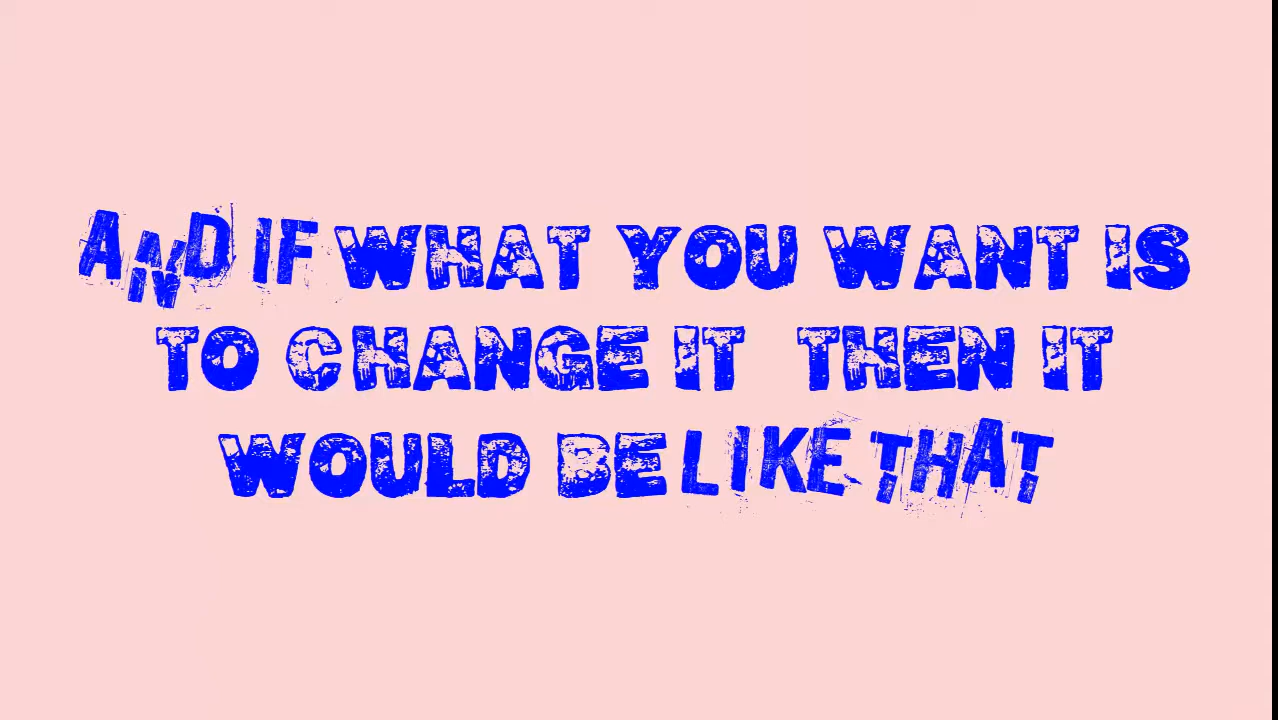 AND IF WHAT YOU WANT IS
TO CHANGE IT THEN IT
WOULD BE LIKE THAT